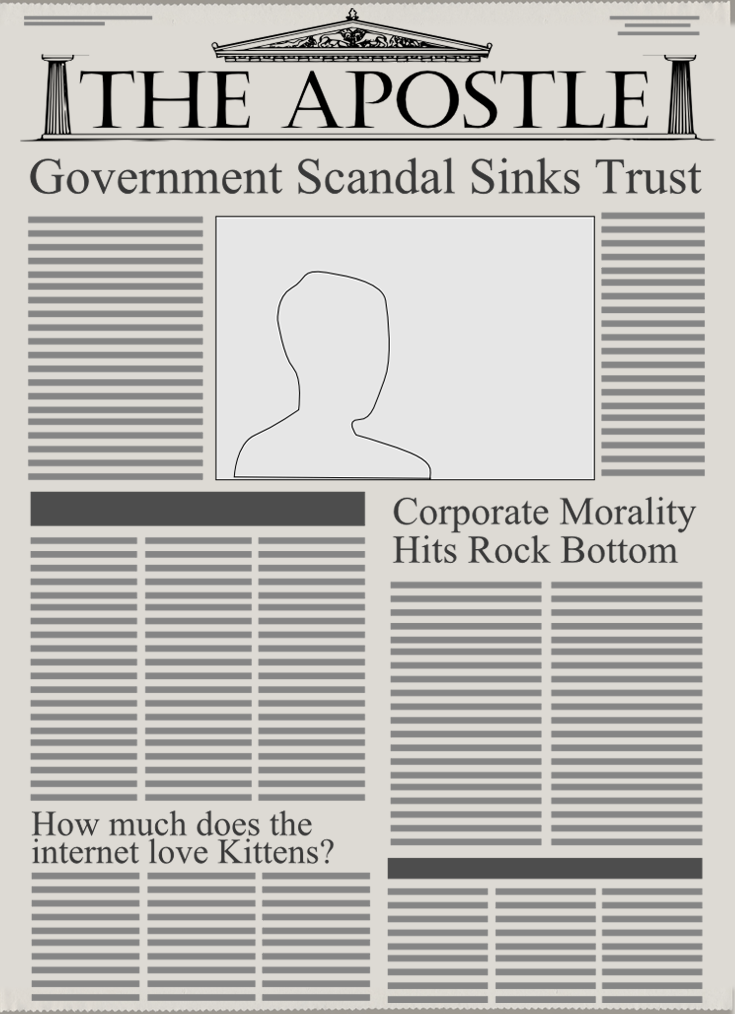 THE APOSTLE
Government Scandal Sinks Trust
Corporate Morality
Hits Rock Bottom
How much does the
internet love Kittens?